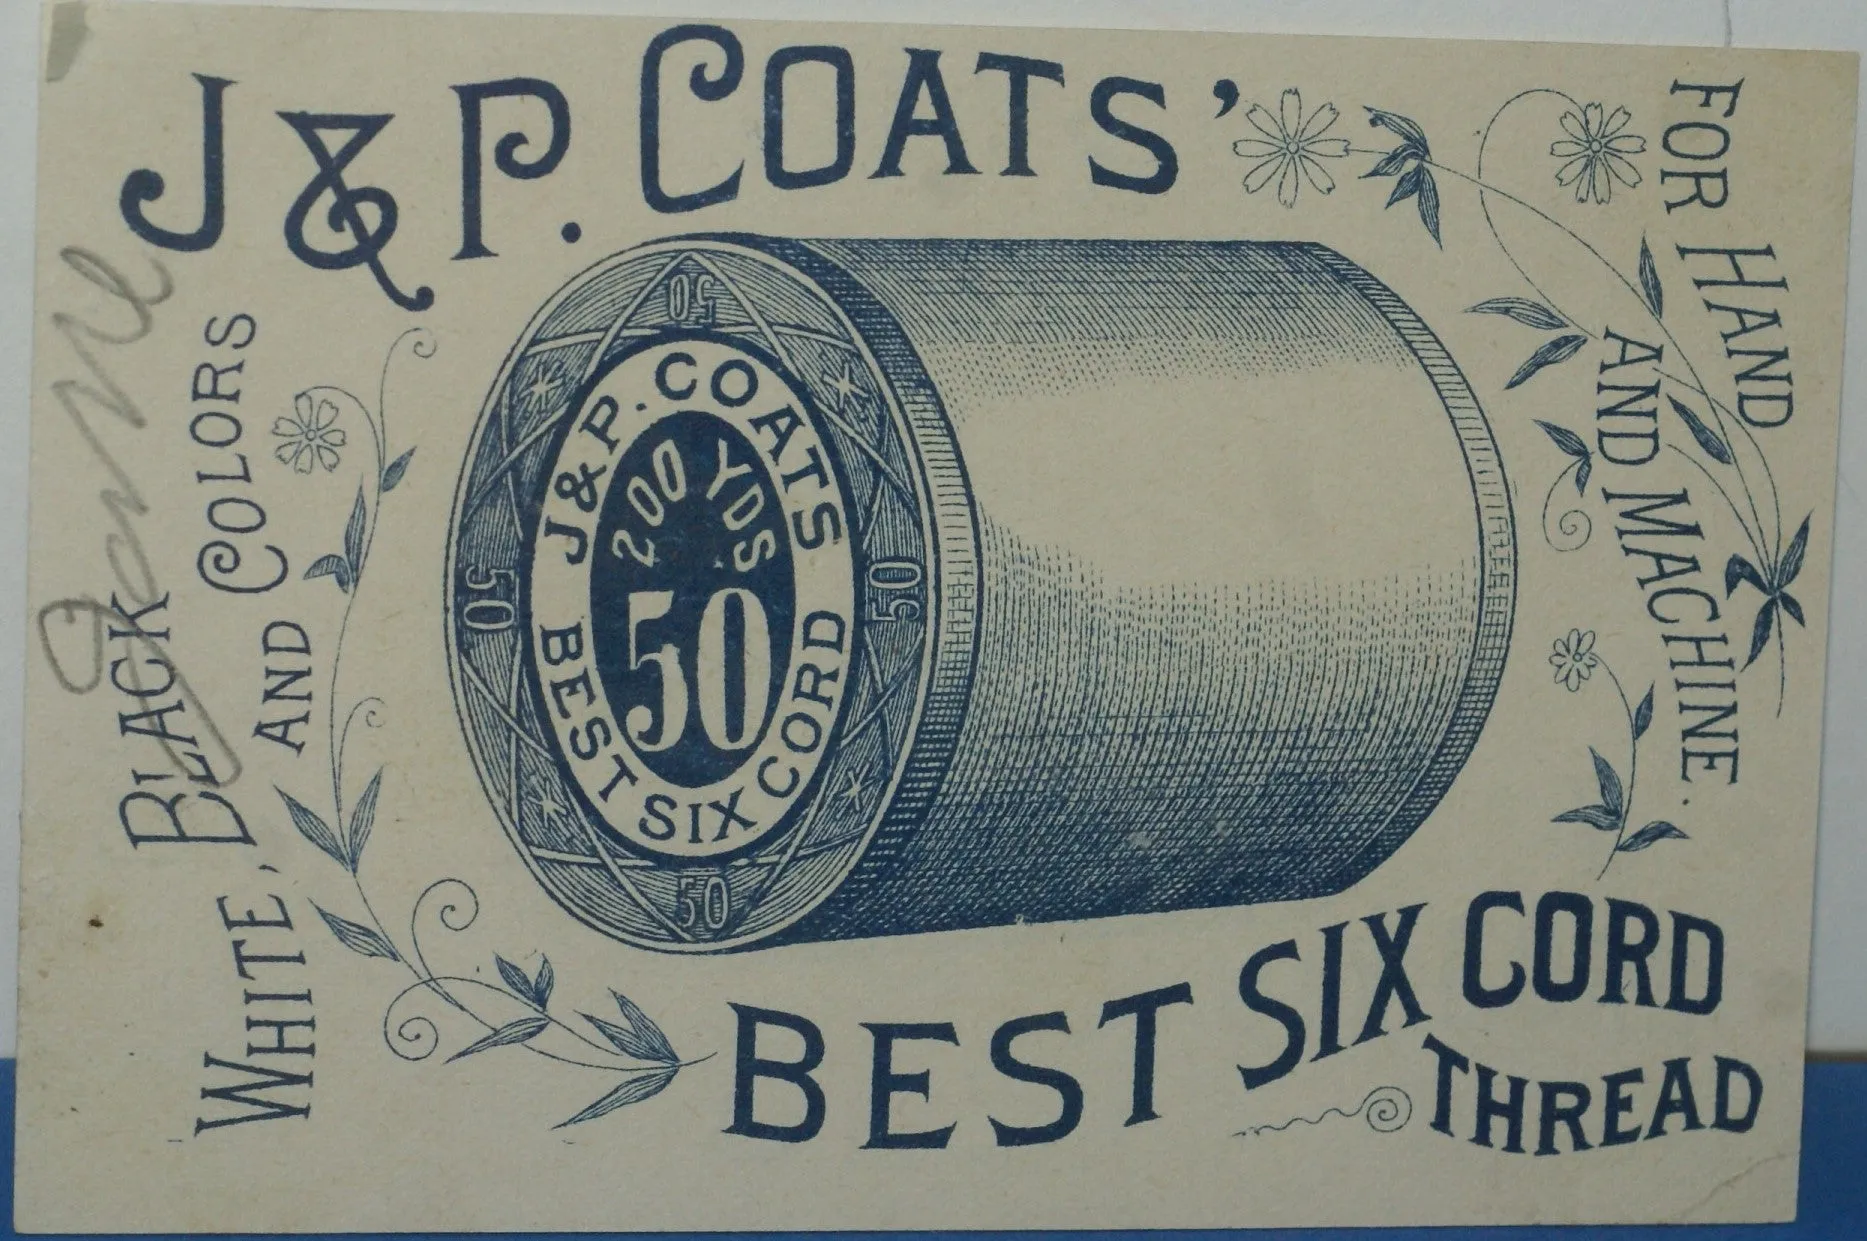 J & P. COATS'
FOR HAND
AND MACHINE.
WHITE, BLACK
AND COLORS
50
J & P. COATS
200 YDS
50
BEST SIX CORD
50
50
50
BEST SIX CORD
THREAD